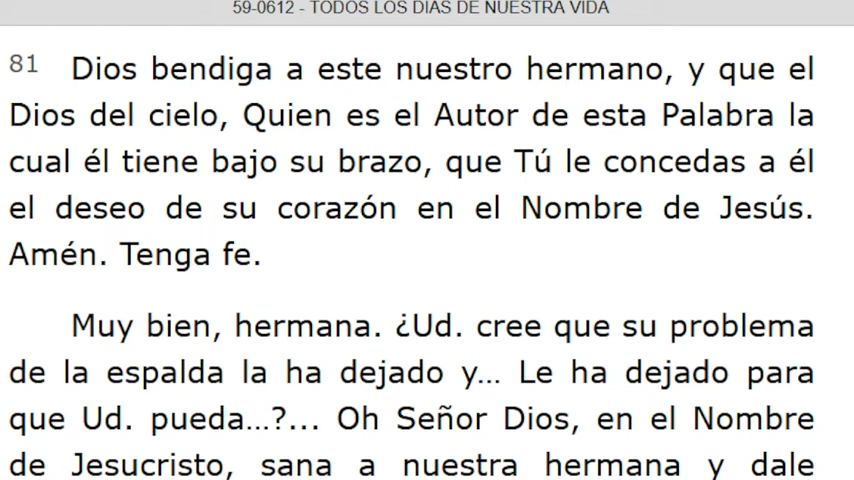 59-0612 - TODOS LOS DIAS DE NUESTRA VIDA
81 Dios bendiga a este nuestro hermano, y que el
Dios del cielo, Quien es el Autor de esta Palabra la
cual él tiene bajo su brazo, que Tú le concedas a él
el deseo de su corazón en el Nombre de Jesús.
Amén. Tenga fe.
Muy bien, hermana. ¿Ud. cree que su problema
de la espalda la ha dejado y… Le ha dejado para
que Ud. pueda…?... Oh Señor Dios, en el Nombre
de Jesucristo, sana a nuestra hermana y dale